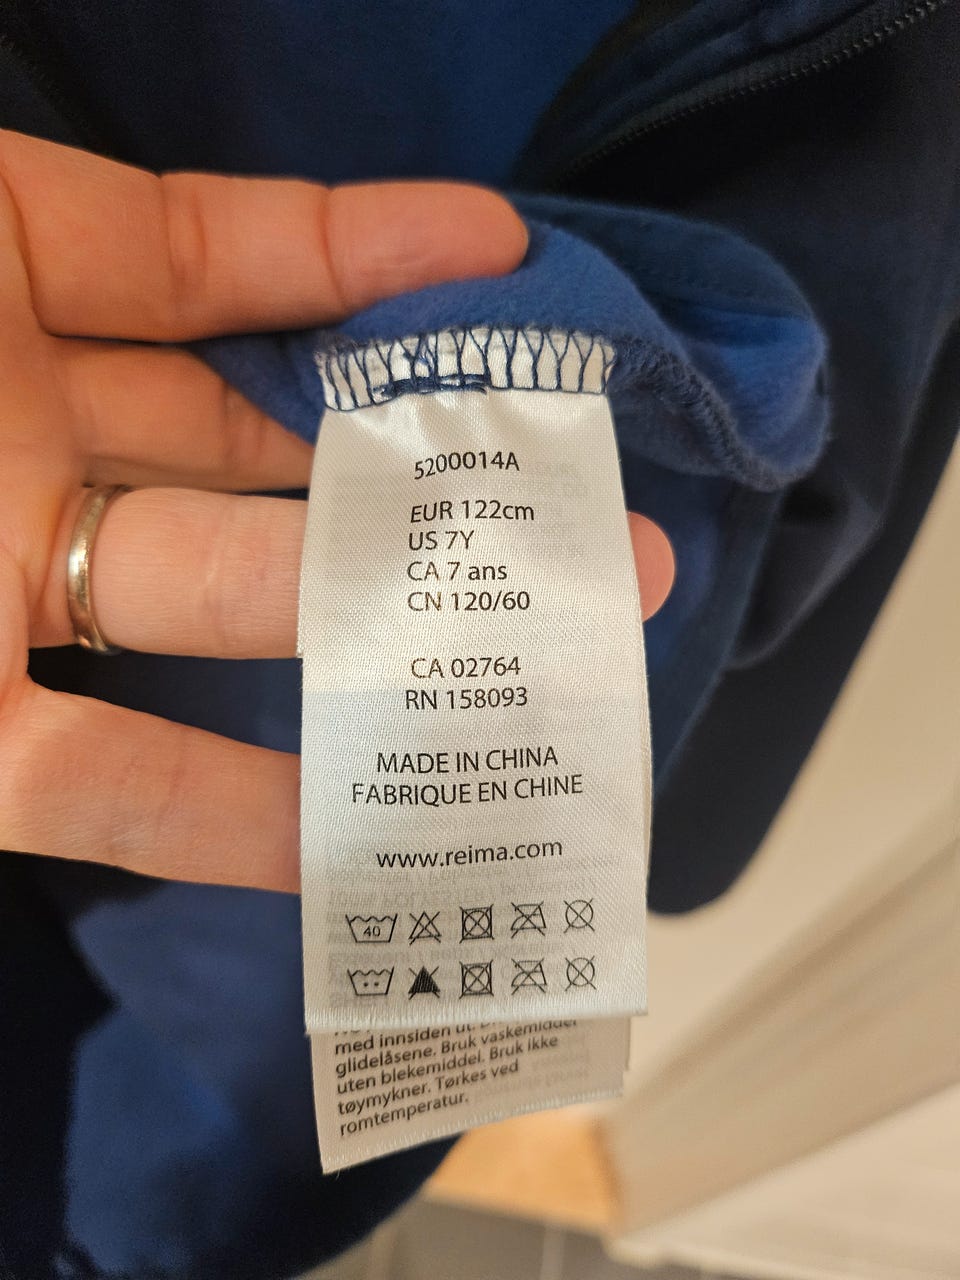 5200014A
EUR 122cm
US 7Y
CA 7 ans
CN 120/60
CA 02764
RN 158093
MADE IN CHINA
FABRIQUE EN CHINE
www.reima.com
40
med innsiden ut.
glidelåsene. Bruk vaskemiddel
uten blekemiddel. Bruk ikke
tøymykner. Tørkes ved
romtemperatur.